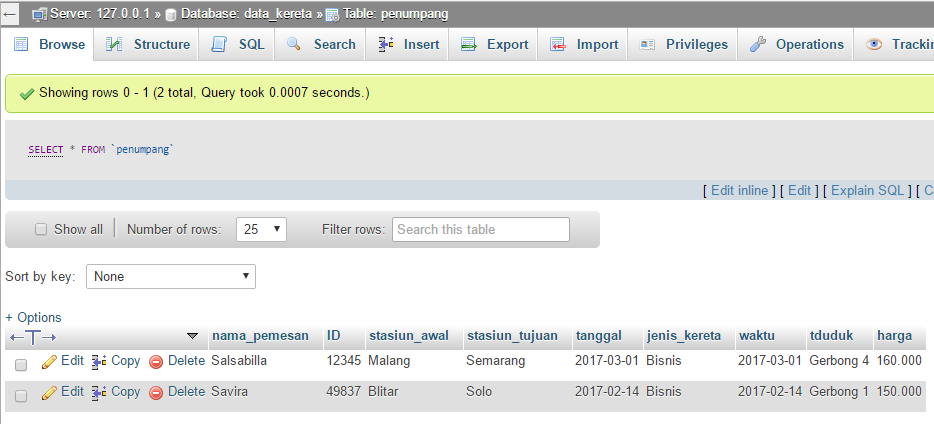 Server: 127.0.0.1 » Database: data_kereta » Table: penumpang
Browse Structure SQL Search Insert Export Import Privileges Operations Trackin
Showing rows 0 - 1 (2 total, Query took 0.0007 seconds.)
SELECT * FROM `penumpang`
[ Edit inline ] [ Edit ] [ Explain SQL ] [ C
Show all | Number of rows: 25 Filter rows: Search this table
Sort by key: None
+ Options
←T→ nama_pemesan ID stasiun_awal stasiun_tujuan tanggal jenis_kereta waktu tduduk harga
Edit Copy Delete Salsabilla 12345 Malang Semarang 2017-03-01 Bisnis 2017-03-01 Gerbong 4 160.000
Edit Copy Delete Savira 49837 Blitar Solo 2017-02-14 Bisnis 2017-02-14 Gerbong 1 150.000